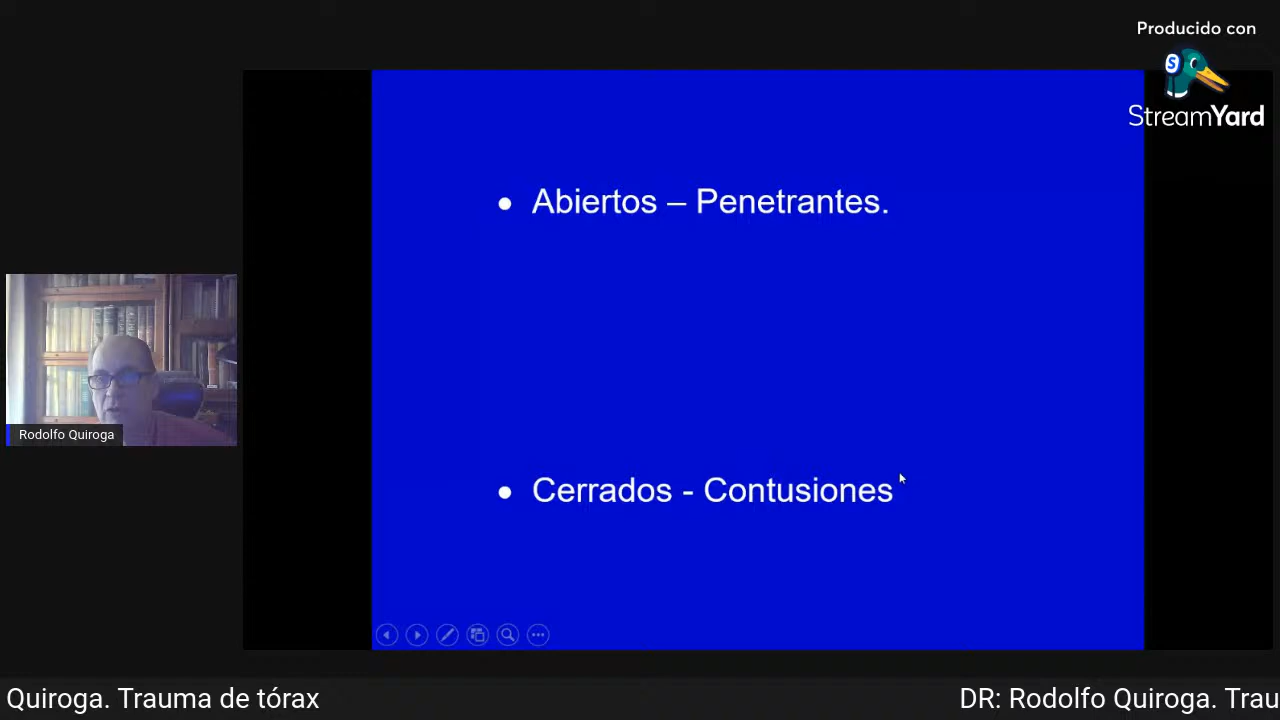 Producido con
StreamYard
• Abiertos – Penetrantes.
• Cerrados - Contusiones
Rodolfo Quiroga
Quiroga. Trauma de tórax
DR: Rodolfo Quiroga. Trau